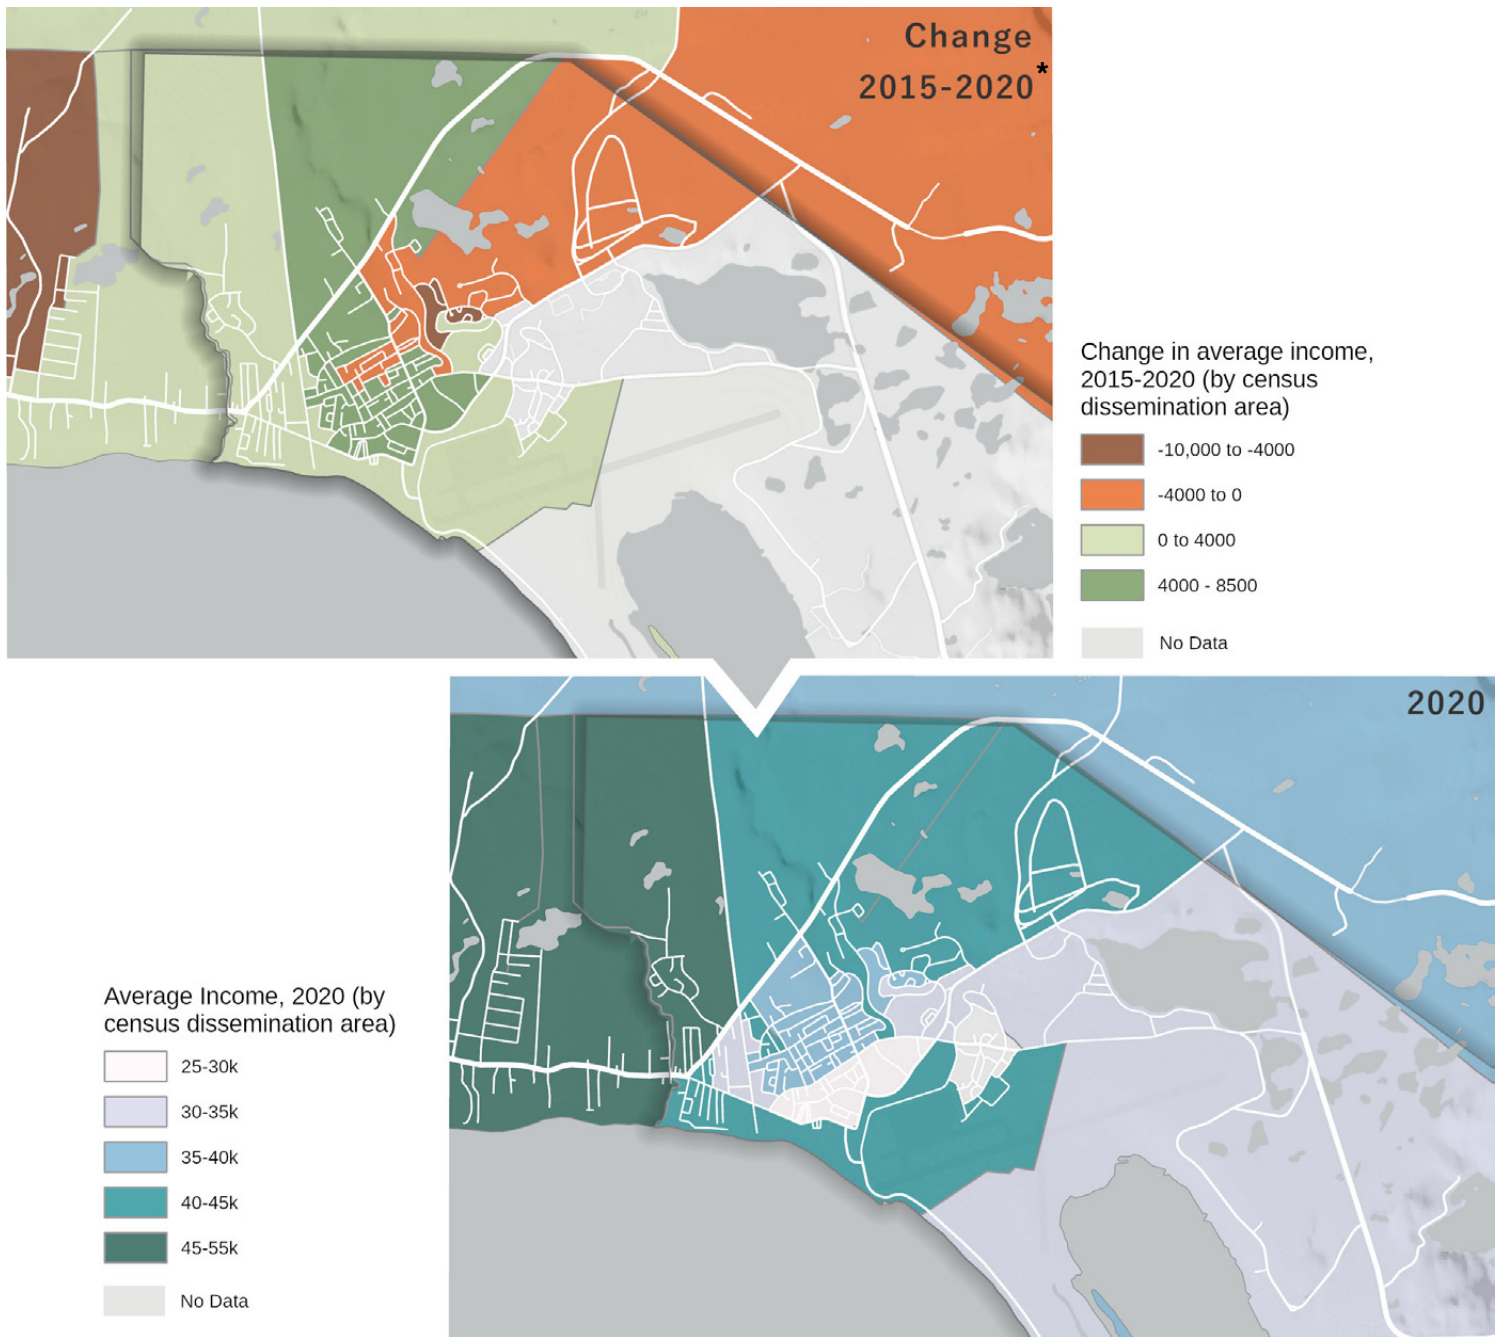 Change
2015-2020*
Change in average income,
2015-2020 (by census
dissemination area)
-10,000 to -4000
-4000 to 0
0 to 4000
4000 - 8500
No Data
2020
Average Income, 2020 (by
census dissemination area)
25-30k
30-35k
35-40k
40-45k
45-55k
No Data